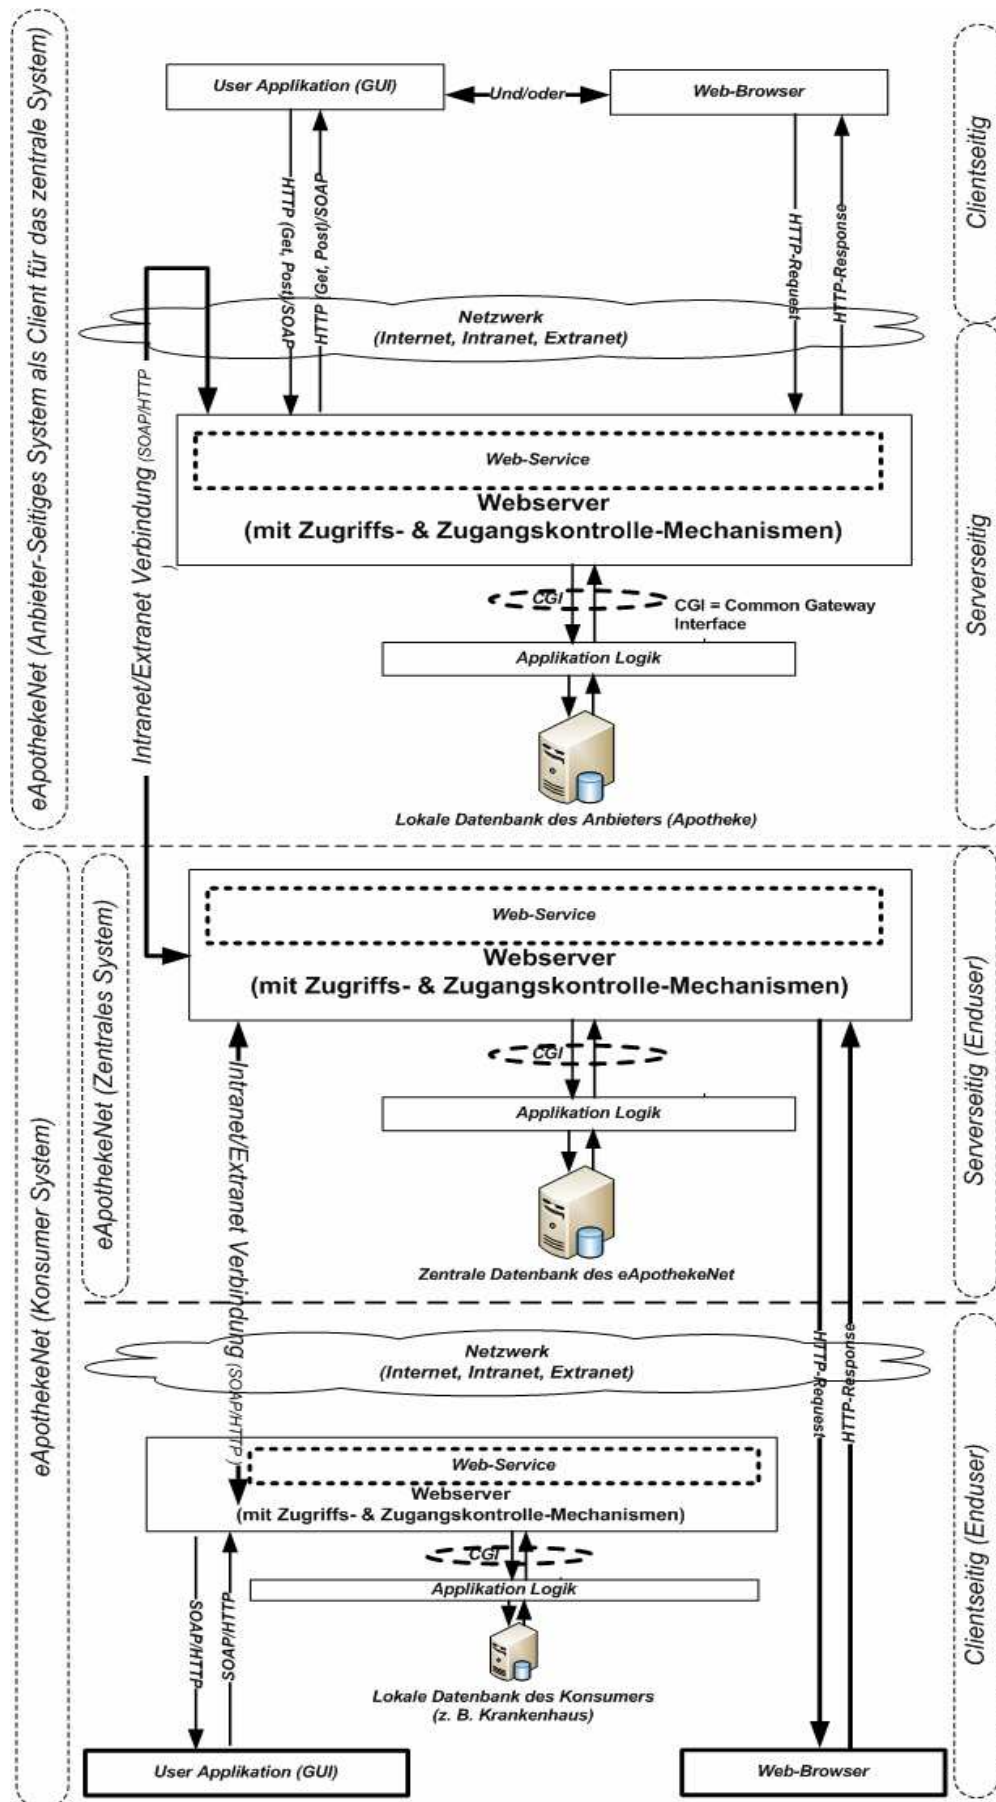 eApothekeNet (Anbieter-Seitiges System als Client für das zentrale System)
Clientseitig
User Applikation (GUI)
Und/oder
Web-Browser
HTTP (Get, Post)/SOAP
HTTP (Get, Post)/SOAP
HTTP-Request
HTTP-Response
Netzwerk
(Internet, Intranet, Extranet)
Intranet/Extranet Verbindung (SOAP/HTTP
)
Serverseitig
Web-Service
Webserver
(mit Zugriffs- & Zugangskontrolle-Mechanismen)
CGI
CGI = Common Gateway
Interface
Applikation Logik
Lokale Datenbank des Anbieters (Apotheke)
eApothekeNet (Konsumer System)
eApothekeNet (Zentrales System)
Serverseitig (Enduser)
Web-Service
Webserver
(mit Zugriffs- & Zugangskontrolle-Mechanismen)
CGI
Applikation Logik
Zentrale Datenbank des eApothekeNet
Intranet/Extranet Verbindung (SOAP/HTTP )
HTTP-Request
HTTP-Response
Netzwerk
(Internet, Intranet, Extranet)
Clientseitig (Enduser)
Web-Service
Webserver
(mit Zugriffs- & Zugangskontrolle-Mechanismen)
CGI
Applikation Logik
SOAP/HTTP
SOAP/HTTP
Lokale Datenbank des Konsumers
(z. B. Krankenhaus)
User Applikation (GUI)
Web-Browser